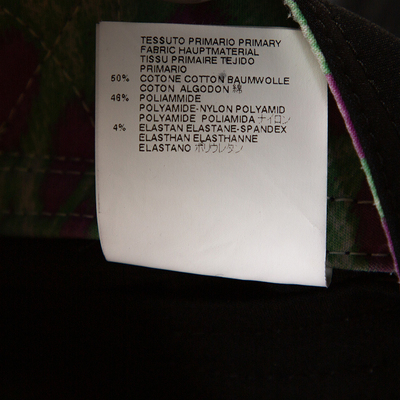 TESSUTO PRIMARIO PRIMARY
FABRIC HAUPTMATERIAL
TISSU PRIMAIRE TEJIDO
PRIMARIO
50% COTONE COTTON BAUMWOLLE
COTON ALGODON 綿
46% POLIAMMIDE
POLYAMIDE-NYLON POLYAMID
POLYAMIDE POLIAMIDA ナイロン
4% ELASTAN ELASTANE-SPANDEX
ELASTHAN ELASTHANNE
ELASTANO ポリウレタン